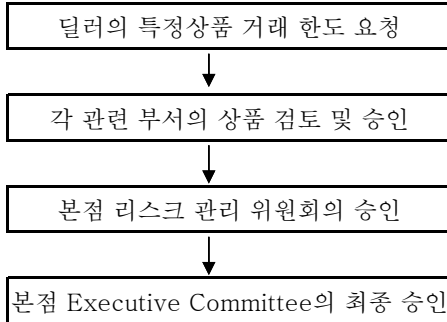 딜러의 특정상품 거래 한도 요청
각 관련 부서의 상품 검토 및 승인
본점 리스크 관리 위원회의 승인
본점 Executive Committee의 최종 승인